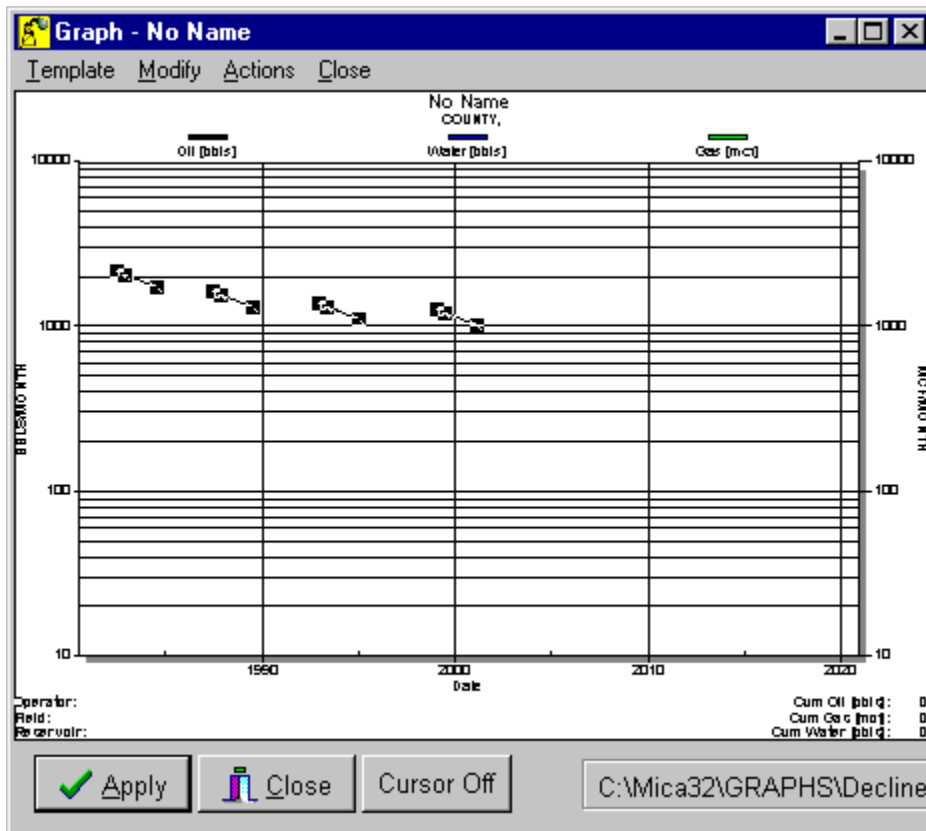 Graph - No Name
Template Modify Actions Close
No Name
COUNTY,
Oil [bbls] Water [bbls] Gas [mcf]
10000 10000
1000 1000
BBLS/MONTH
MCF/MONTH
100 100
10 10
1990 2000 2010 2020
Date
Operator: Cum Oil [bbls]: 0
Field: Cum Gas [mcf]: 0
Reservoir: Cum Water [bbls]: 0
Apply Close Cursor Off C:\Mica32\GRAPHS\Decline